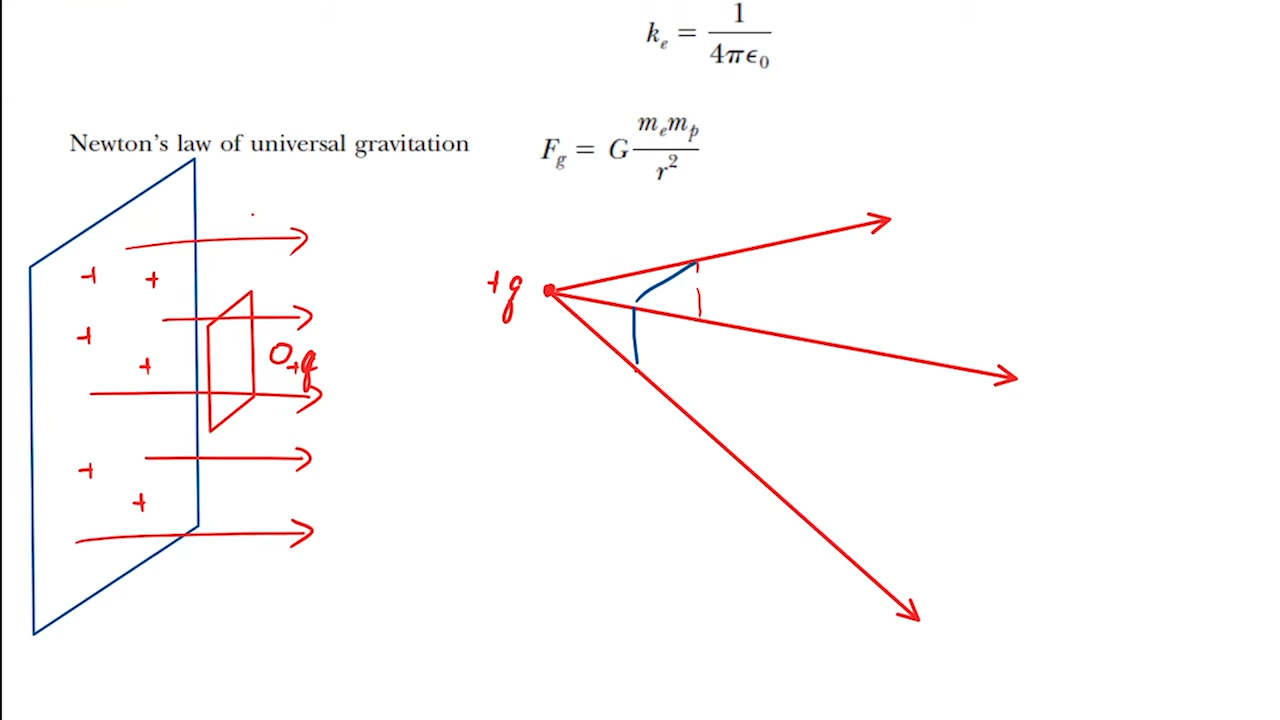 k_e = 1/(4πϵ_0)
Newton’s law of universal gravitation F_g = G m_e m_p / r^2
+ +
+
+
+
+
+q
+q